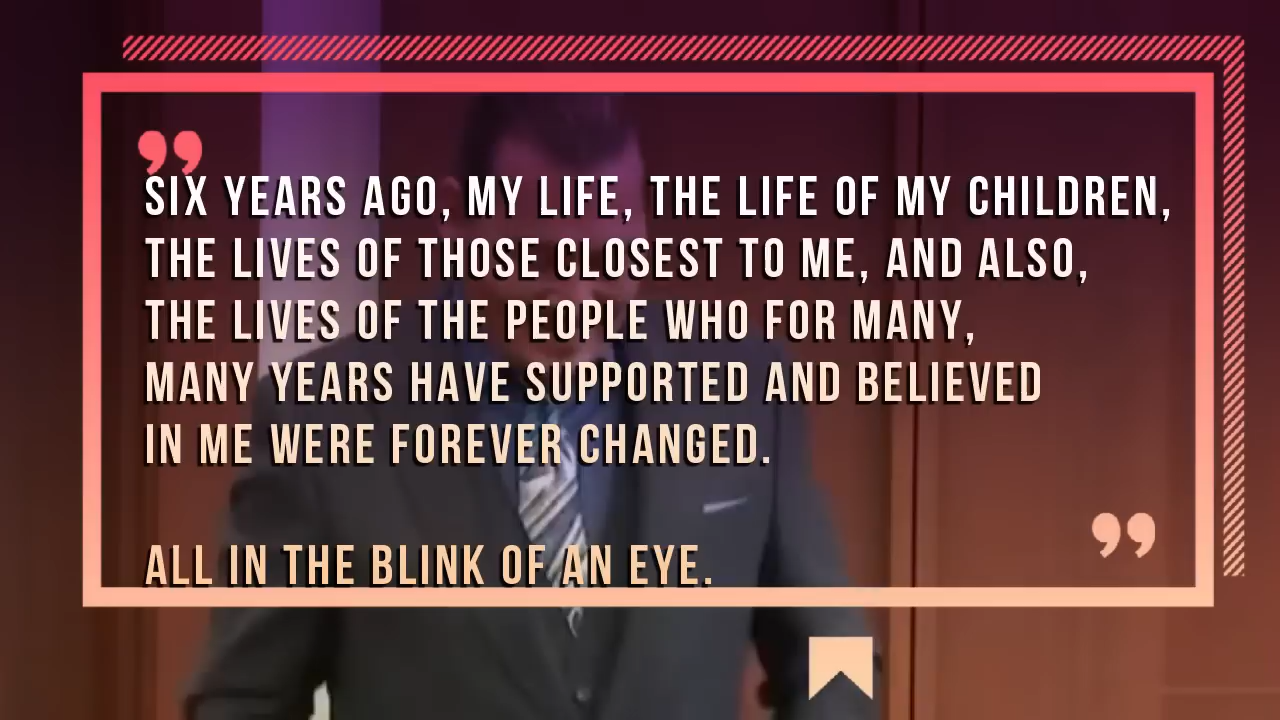 ” SIX YEARS AGO, MY LIFE, THE LIFE OF MY CHILDREN,
THE LIVES OF THOSE CLOSEST TO ME, AND ALSO,
THE LIVES OF THE PEOPLE WHO FOR MANY,
MANY YEARS HAVE SUPPORTED AND BELIEVED
IN ME WERE FOREVER CHANGED.
ALL IN THE BLINK OF AN EYE. ”